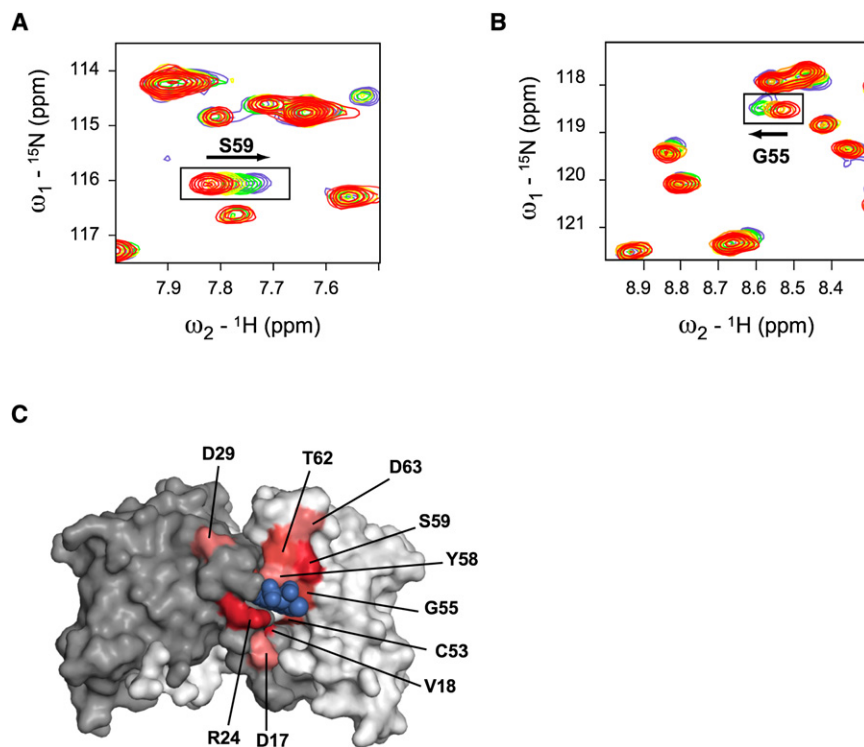 A
ω₁ - ¹⁵N (ppm)
114
115
116
117
S59
7.9
7.8
7.7
7.6
ω₂ - ¹H (ppm)
B
ω₁ - ¹⁵N (ppm)
118
119
120
121
G55
8.9
8.8
8.7
8.6
8.5
8.4
ω₂ - ¹H (ppm)
C
D29
T62
D63
S59
Y58
G55
C53
V18
R24
D17